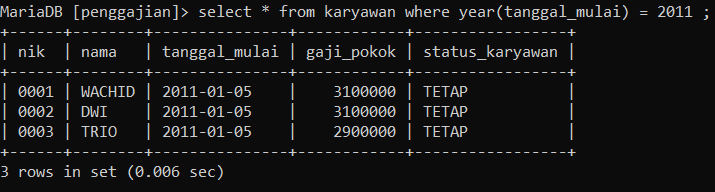 MariaDB [penggajian]> select * from karyawan where year(tanggal_mulai) = 2011 ;
+------+--------+---------------+------------+-----------------+
| nik  | nama   | tanggal_mulai | gaji_pokok | status_karyawan |
+------+--------+---------------+------------+-----------------+
| 0001 | WACHID | 2011-01-05    |    3100000 | TETAP           |
| 0002 | DWI    | 2011-01-05    |    3100000 | TETAP           |
| 0003 | TRIO   | 2011-01-05    |    2900000 | TETAP           |
+------+--------+---------------+------------+-----------------+
3 rows in set (0.006 sec)